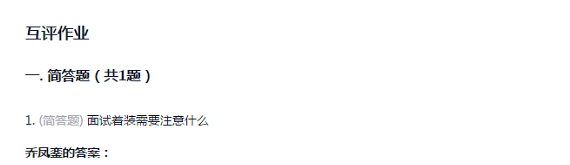 互评作业
一. 简答题（共1题）
1. (简答题) 面试着装需要注意什么
乔凤銮的答案：